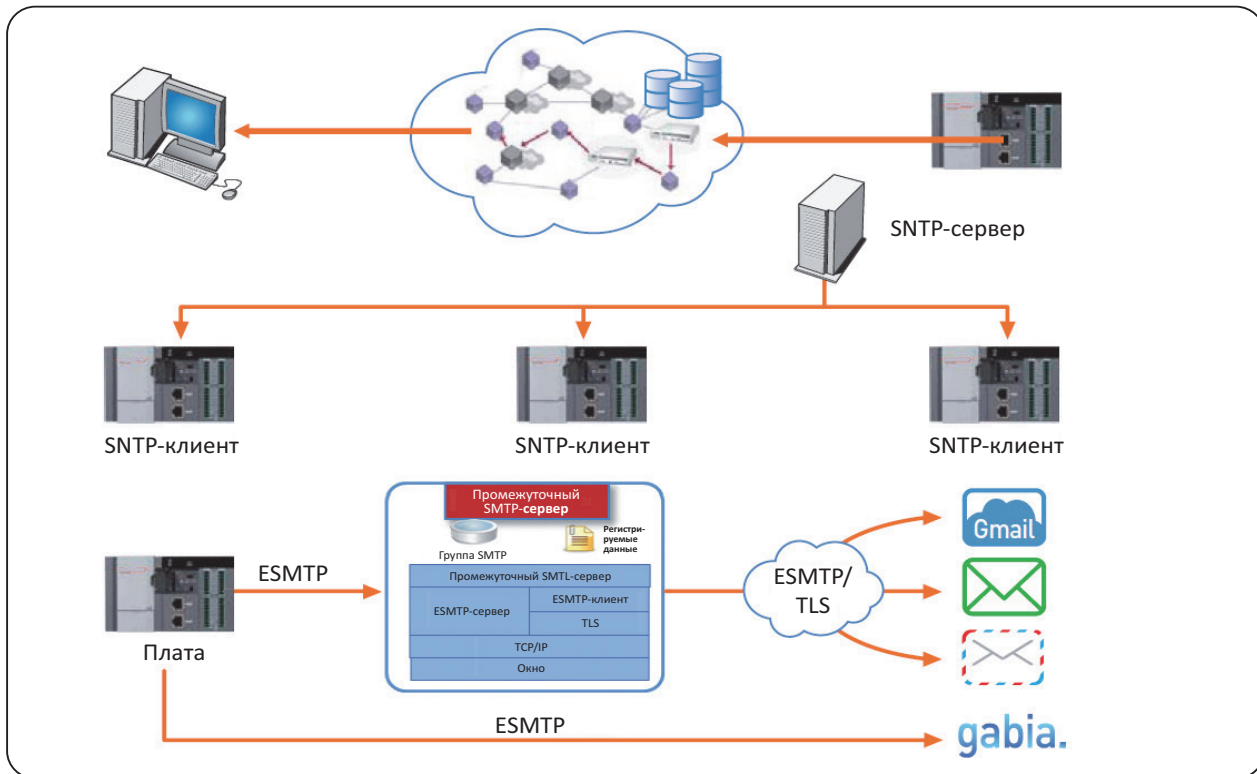 SNTP-сервер
SNTP-клиент
SNTP-клиент
SNTP-клиент
Промежуточный
SMTP-сервер
Группа SMTP
Регистри-
руемые
данные
Промежуточный SMTL-сервер
ESMTP-сервер
ESMTP-клиент
TLS
TCP/IP
Окно
ESMTP
Плата
ESMTP/
TLS
Gmail
ESMTP
gabia.